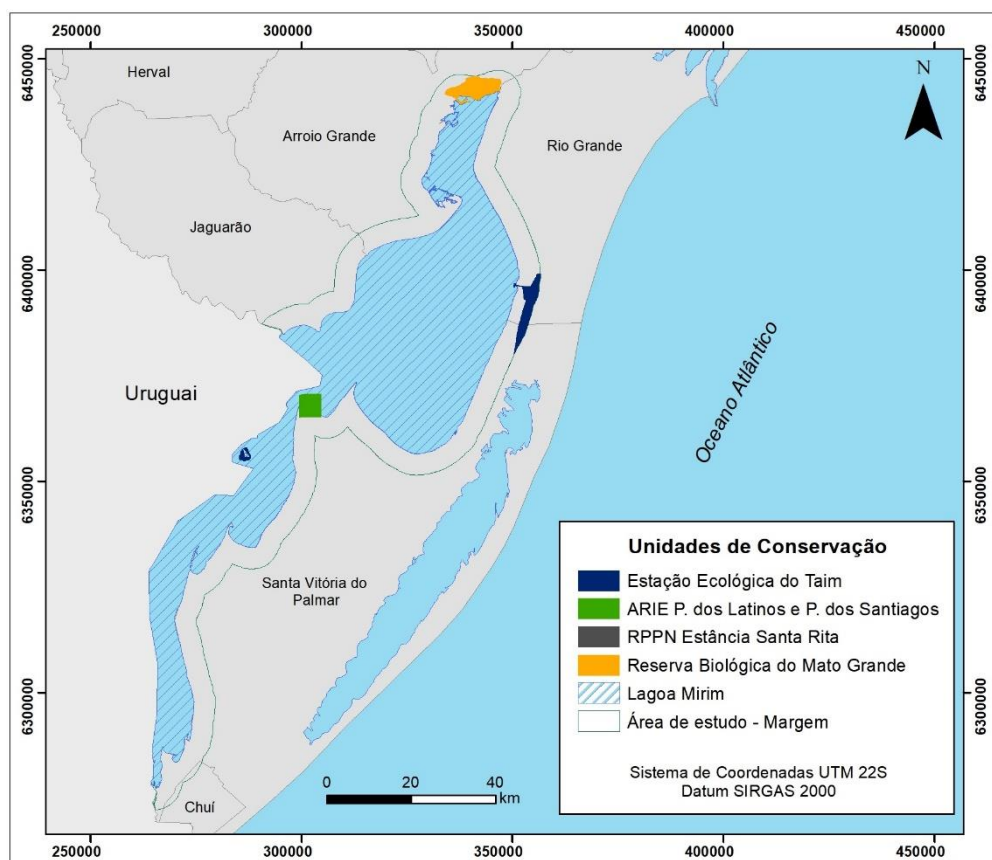 250000 300000 350000 400000 450000
6450000
6450000
N
Herval
Arroio Grande
Rio Grande
Jaguarão
6400000
6400000
Uruguai
Oceano Atlântico
6350000
6350000
Santa Vitória do
Palmar
6300000
6300000
Chuí
Unidades de Conservação
Estação Ecológica do Taim
ARIE P. dos Latinos e P. dos Santiagos
RPPN Estância Santa Rita
Reserva Biológica do Mato Grande
Lagoa Mirim
Área de estudo - Margem
Sistema de Coordenadas UTM 22S
Datum SIRGAS 2000
0 20 40
km
250000 300000 350000 400000 450000